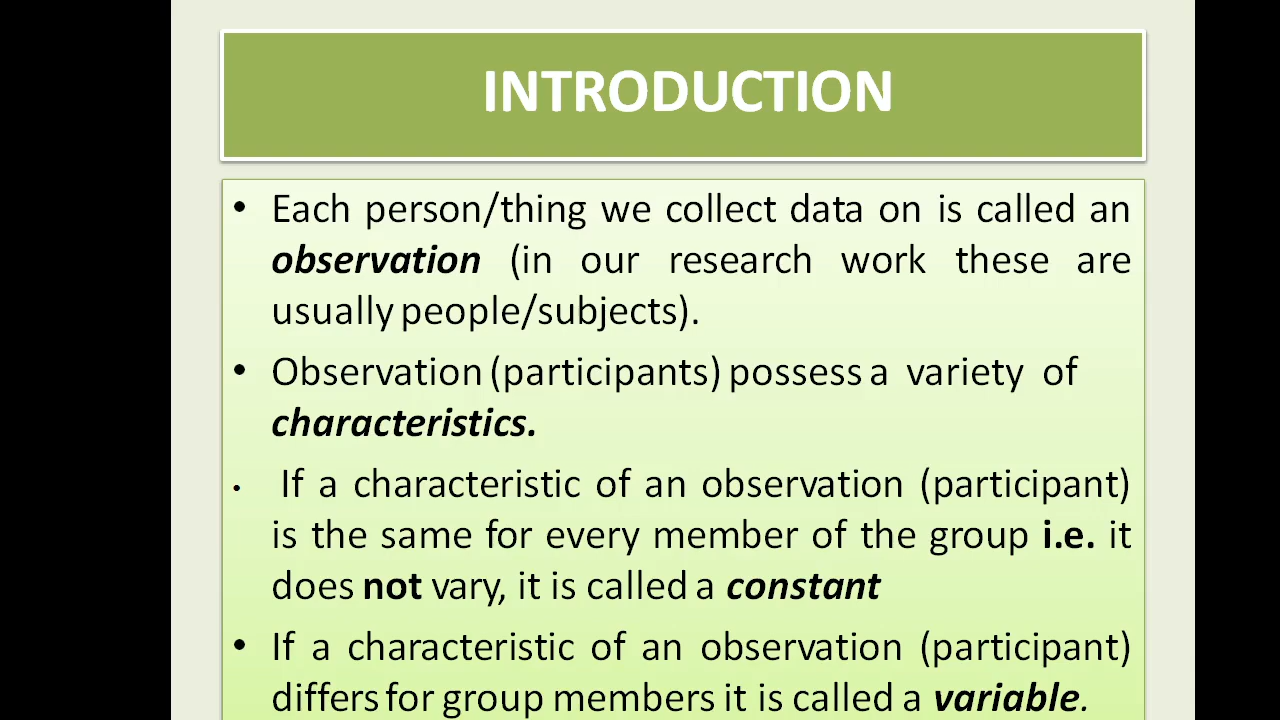 INTRODUCTION
• Each person/thing we collect data on is called an
observation (in our research work these are
usually people/subjects).
• Observation (participants) possess a variety of
characteristics.
• If a characteristic of an observation (participant)
is the same for every member of the group i.e. it
does not vary, it is called a constant
• If a characteristic of an observation (participant)
differs for group members it is called a variable.